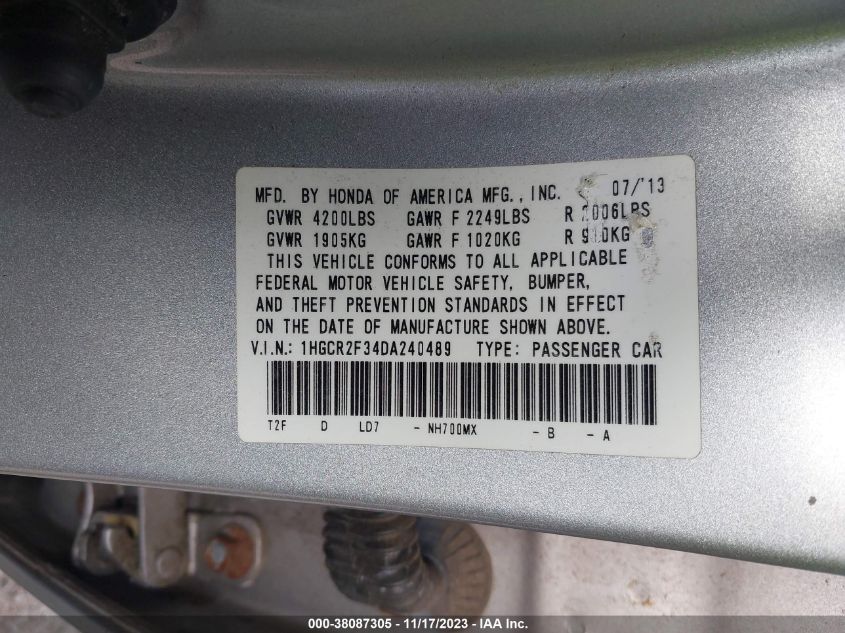 MFD. BY HONDA OF AMERICA MFG., INC. 07/'13
GVWR 4200LBS GAWR F 2249LBS R 2006LBS
GVWR 1905KG GAWR F 1020KG R 910KG
THIS VEHICLE CONFORMS TO ALL APPLICABLE
FEDERAL MOTOR VEHICLE SAFETY, BUMPER,
AND THEFT PREVENTION STANDARDS IN EFFECT
ON THE DATE OF MANUFACTURE SHOWN ABOVE.
V.I.N.: 1HGCR2F34DA240489 TYPE: PASSENGER CAR
T2F D LD7 - NH700MX - B - A
000-38087305 - 11/17/2023 - IAA Inc.